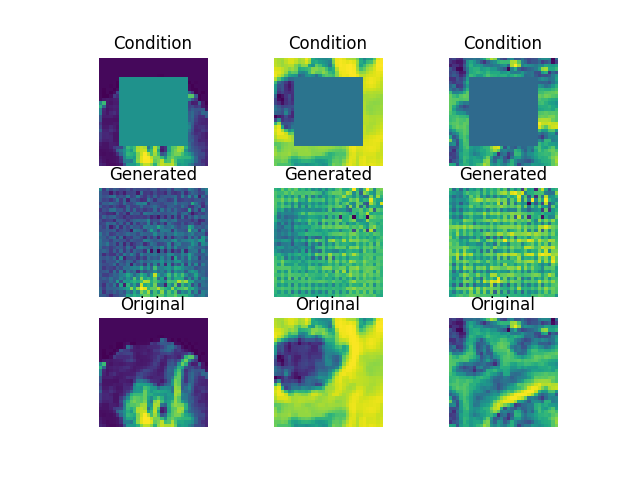 Condition Condition Condition
Generated Generated Generated
Original Original Original